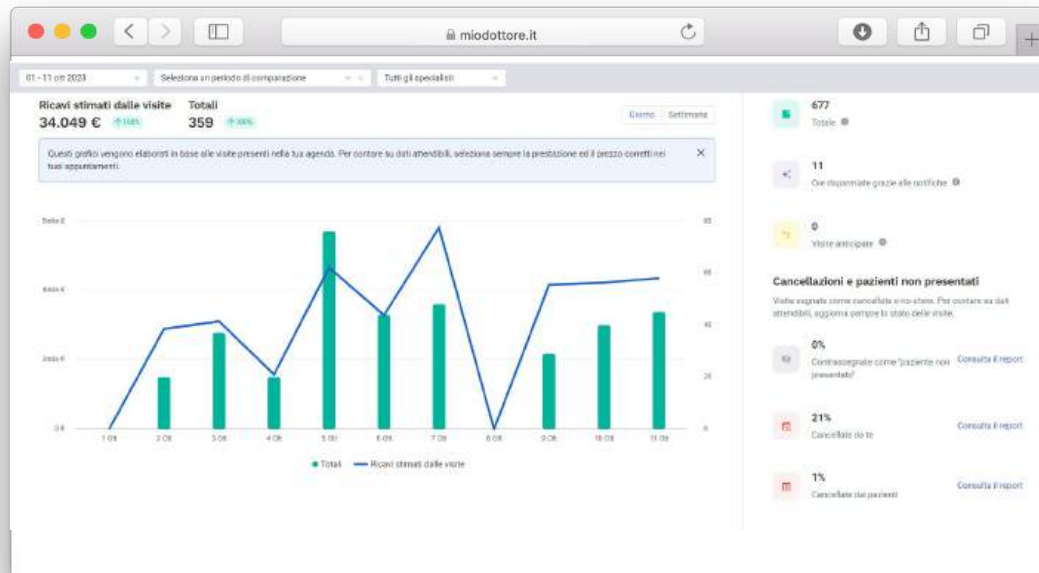 miodottore.it
01 - 11 ott 2023
Seleziona un periodo di comparazione
Tutti gli specialisti
Ricavi stimati dalle visite
Totali
34.049 €
359
Giorno
Settimana
Questi grafici vengono elaborati in base alle visite presenti nella tua agenda. Per contare su dati attendibili, seleziona sempre la prestazione ed il prezzo corretti nei
tuoi appuntamenti.
0 €
80
60
40
20
0
1 Ott
2 Ott
3 Ott
4 Ott
5 Ott
6 Ott
7 Ott
8 Ott
9 Ott
10 Ott
11 Ott
Totali
Ricavi stimati dalle visite
677
Totale
11
Ore risparmiate grazie alle notifiche
0
Visite anticipate
Cancellazioni e pazienti non presentati
Visite segnate come cancellate o no-show. Per contare su dati
attendibili, aggiorna sempre lo stato delle visite.
0%
Contrassegnate come "paziente non
presentato"
Consulta il report
21%
Cancellate da te
Consulta il report
1%
Cancellate dai pazienti
Consulta il report